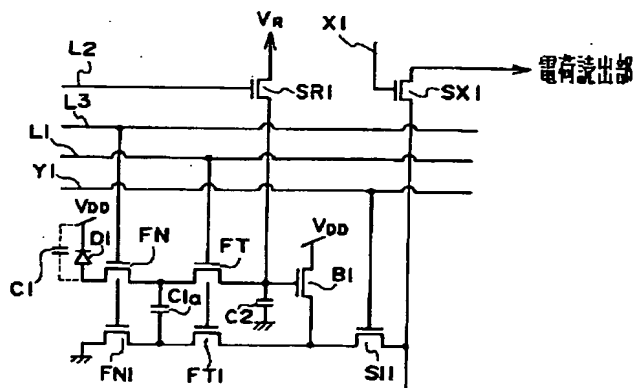 VR
X1
L2
電荷読出部
SR1
SX1
L3
L1
Y1
VDD
D1
FN
FT
VDD
C1
C1a
C2
B1
FN1
FT1
S11